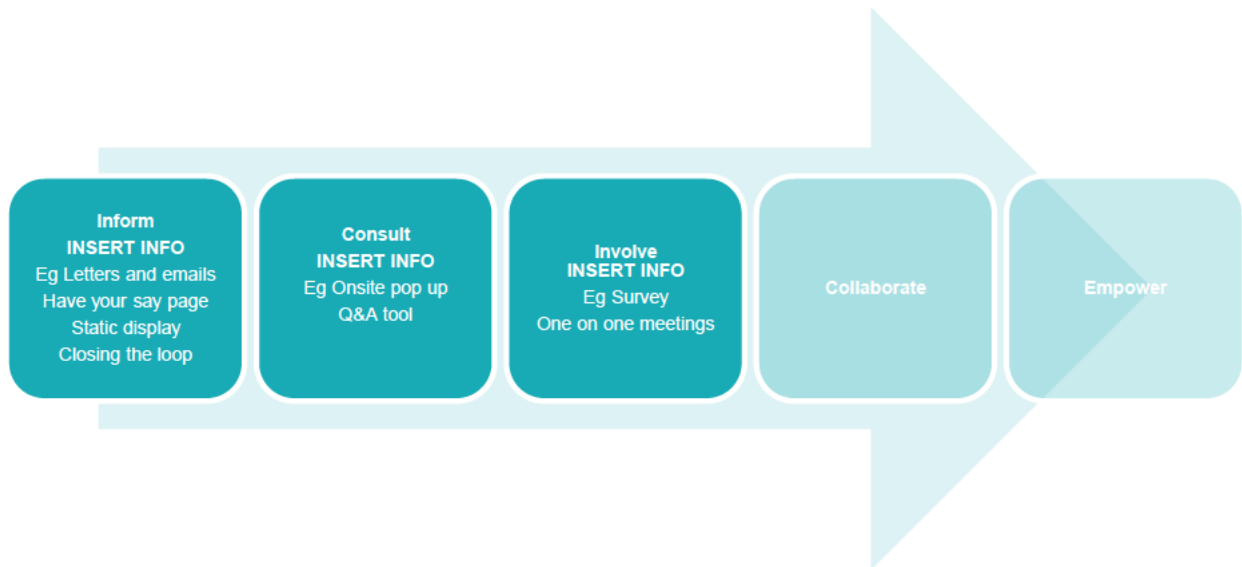 Inform
INSERT INFO
Eg Letters and emails
Have your say page
Static display
Closing the loop
Consult
INSERT INFO
Eg Onsite pop up
Q&A tool
Involve
INSERT INFO
Eg Survey
One on one meetings
Collaborate
Empower